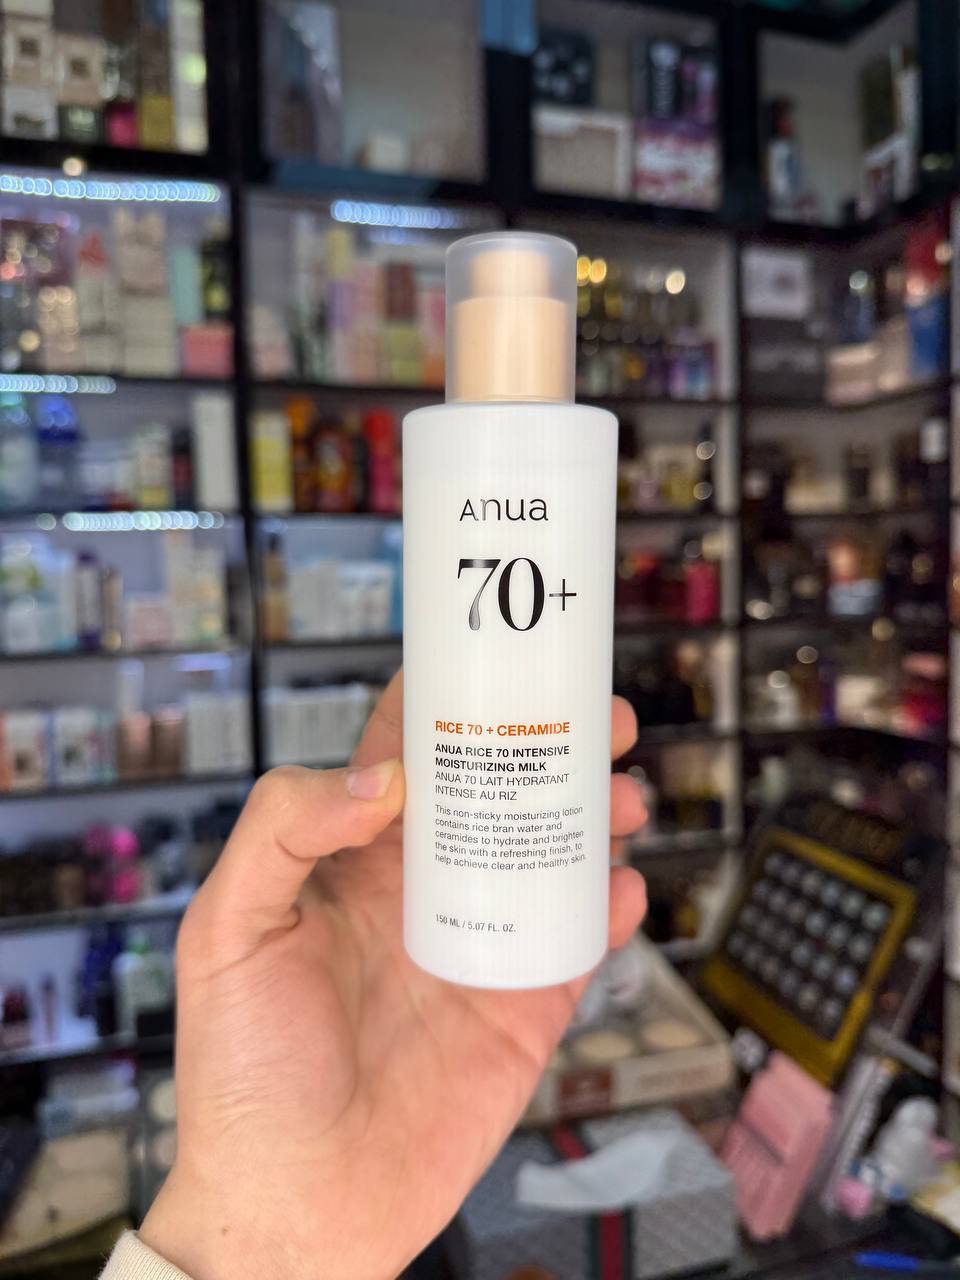 Anua
70+
RICE 70 + CERAMIDE
ANUA RICE 70 INTENSIVE
MOISTURIZING MILK
ANUA 70 LAIT HYDRATANT
INTENSE AU RIZ
This non-sticky moisturizing lotion
contains rice bran water and
ceramides to hydrate and brighten
the skin with a refreshing finish, to
help achieve clear and healthy skin.
150 ML / 5.07 FL. OZ.